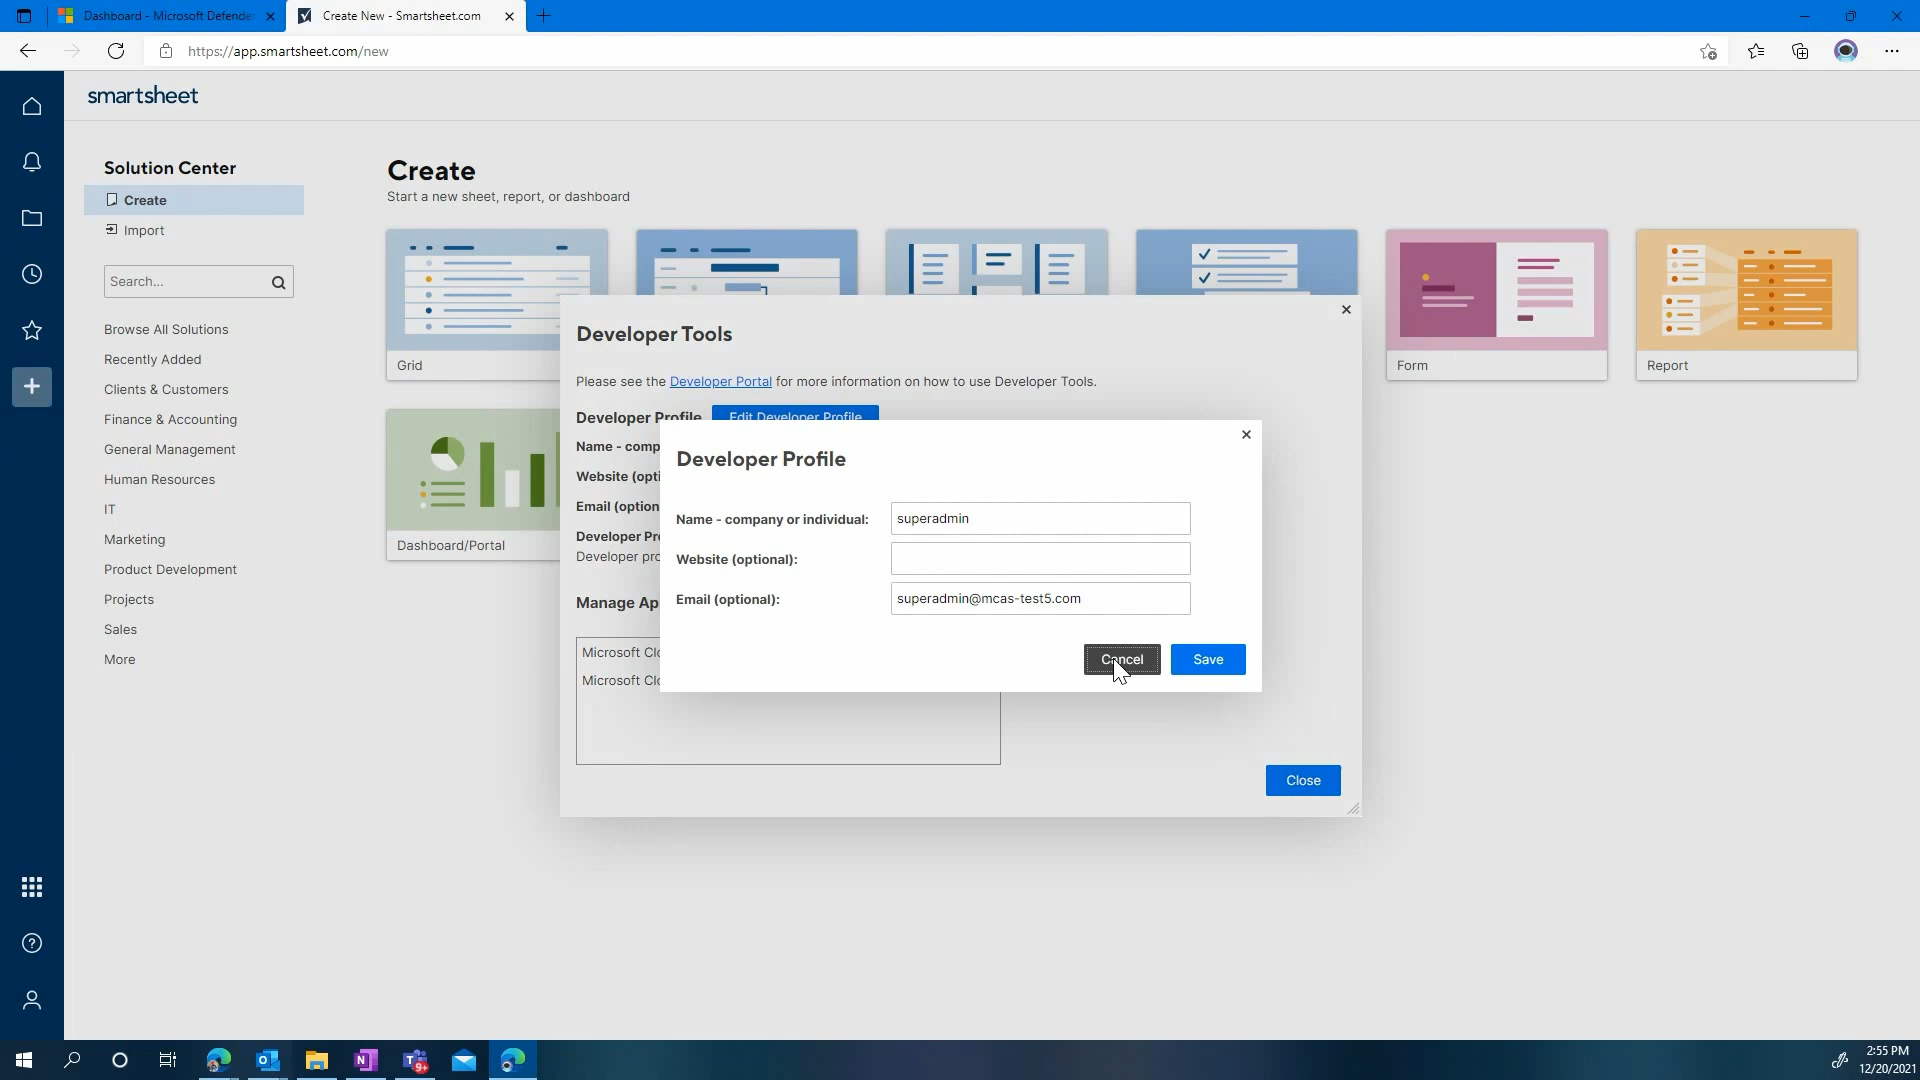 Dashboard - Microsoft Defender
Create New - Smartsheet.com
https://app.smartsheet.com/new
smartsheet
Solution Center
Create
Import
Search...
Browse All Solutions
Recently Added
Clients & Customers
Finance & Accounting
General Management
Human Resources
IT
Marketing
Product Development
Projects
Sales
More
Create
Start a new sheet, report, or dashboard
Grid
Form
Report
Dashboard/Portal
Developer Tools
Please see the Developer Portal for more information on how to use Developer Tools.
Developer Profile
Edit Developer Profile
Name - comp
Website (opti
Email (option
Developer Pr
Developer pro
Manage Ap
Microsoft Clo
Microsoft Clo
Close
Developer Profile
Name - company or individual:
superadmin
Website (optional):
Email (optional):
superadmin@mcas-test5.com
Cancel
Save
9+
2:55 PM
12/20/2021